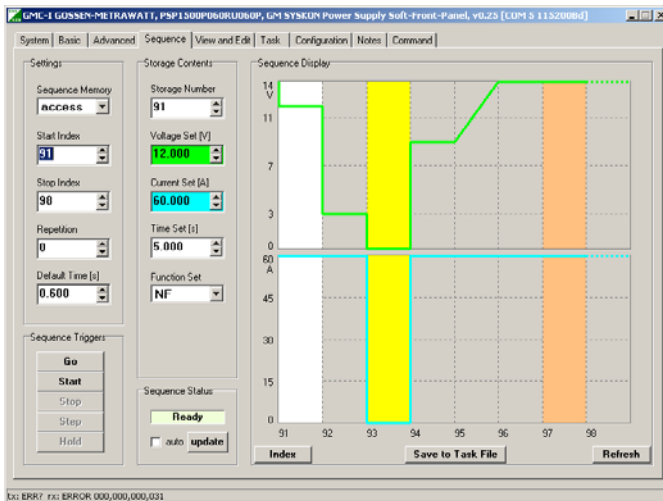 GMC-I GOSSEN-METRAWATT, PSP1500P060RU060P, GM SYSKON Power Supply Soft-Front-Panel, v0.25 [COM 5 115200Bd]
System Basic Advanced Sequence View and Edit Task Configuration Notes Command
Settings
Sequence Memory
access
Start Index
91
Stop Index
98
Repetition
0
Default Time [s]
0.600
Sequence Triggers
Go
Start
Stop
Step
Hold
Storage Contents
Storage Number
91
Voltage Set [V]
12.000
Current Set [A]
60.000
Time Set [s]
5.000
Function Set
NF
Sequence Status
Ready
auto update
Sequence Display
14
V
11
7
3
0
60
A
45
30
15
0
91 92 93 94 95 96 97 98
Index Save to Task File Refresh
tx: ERR? rx: ERROR 000,000,000,031